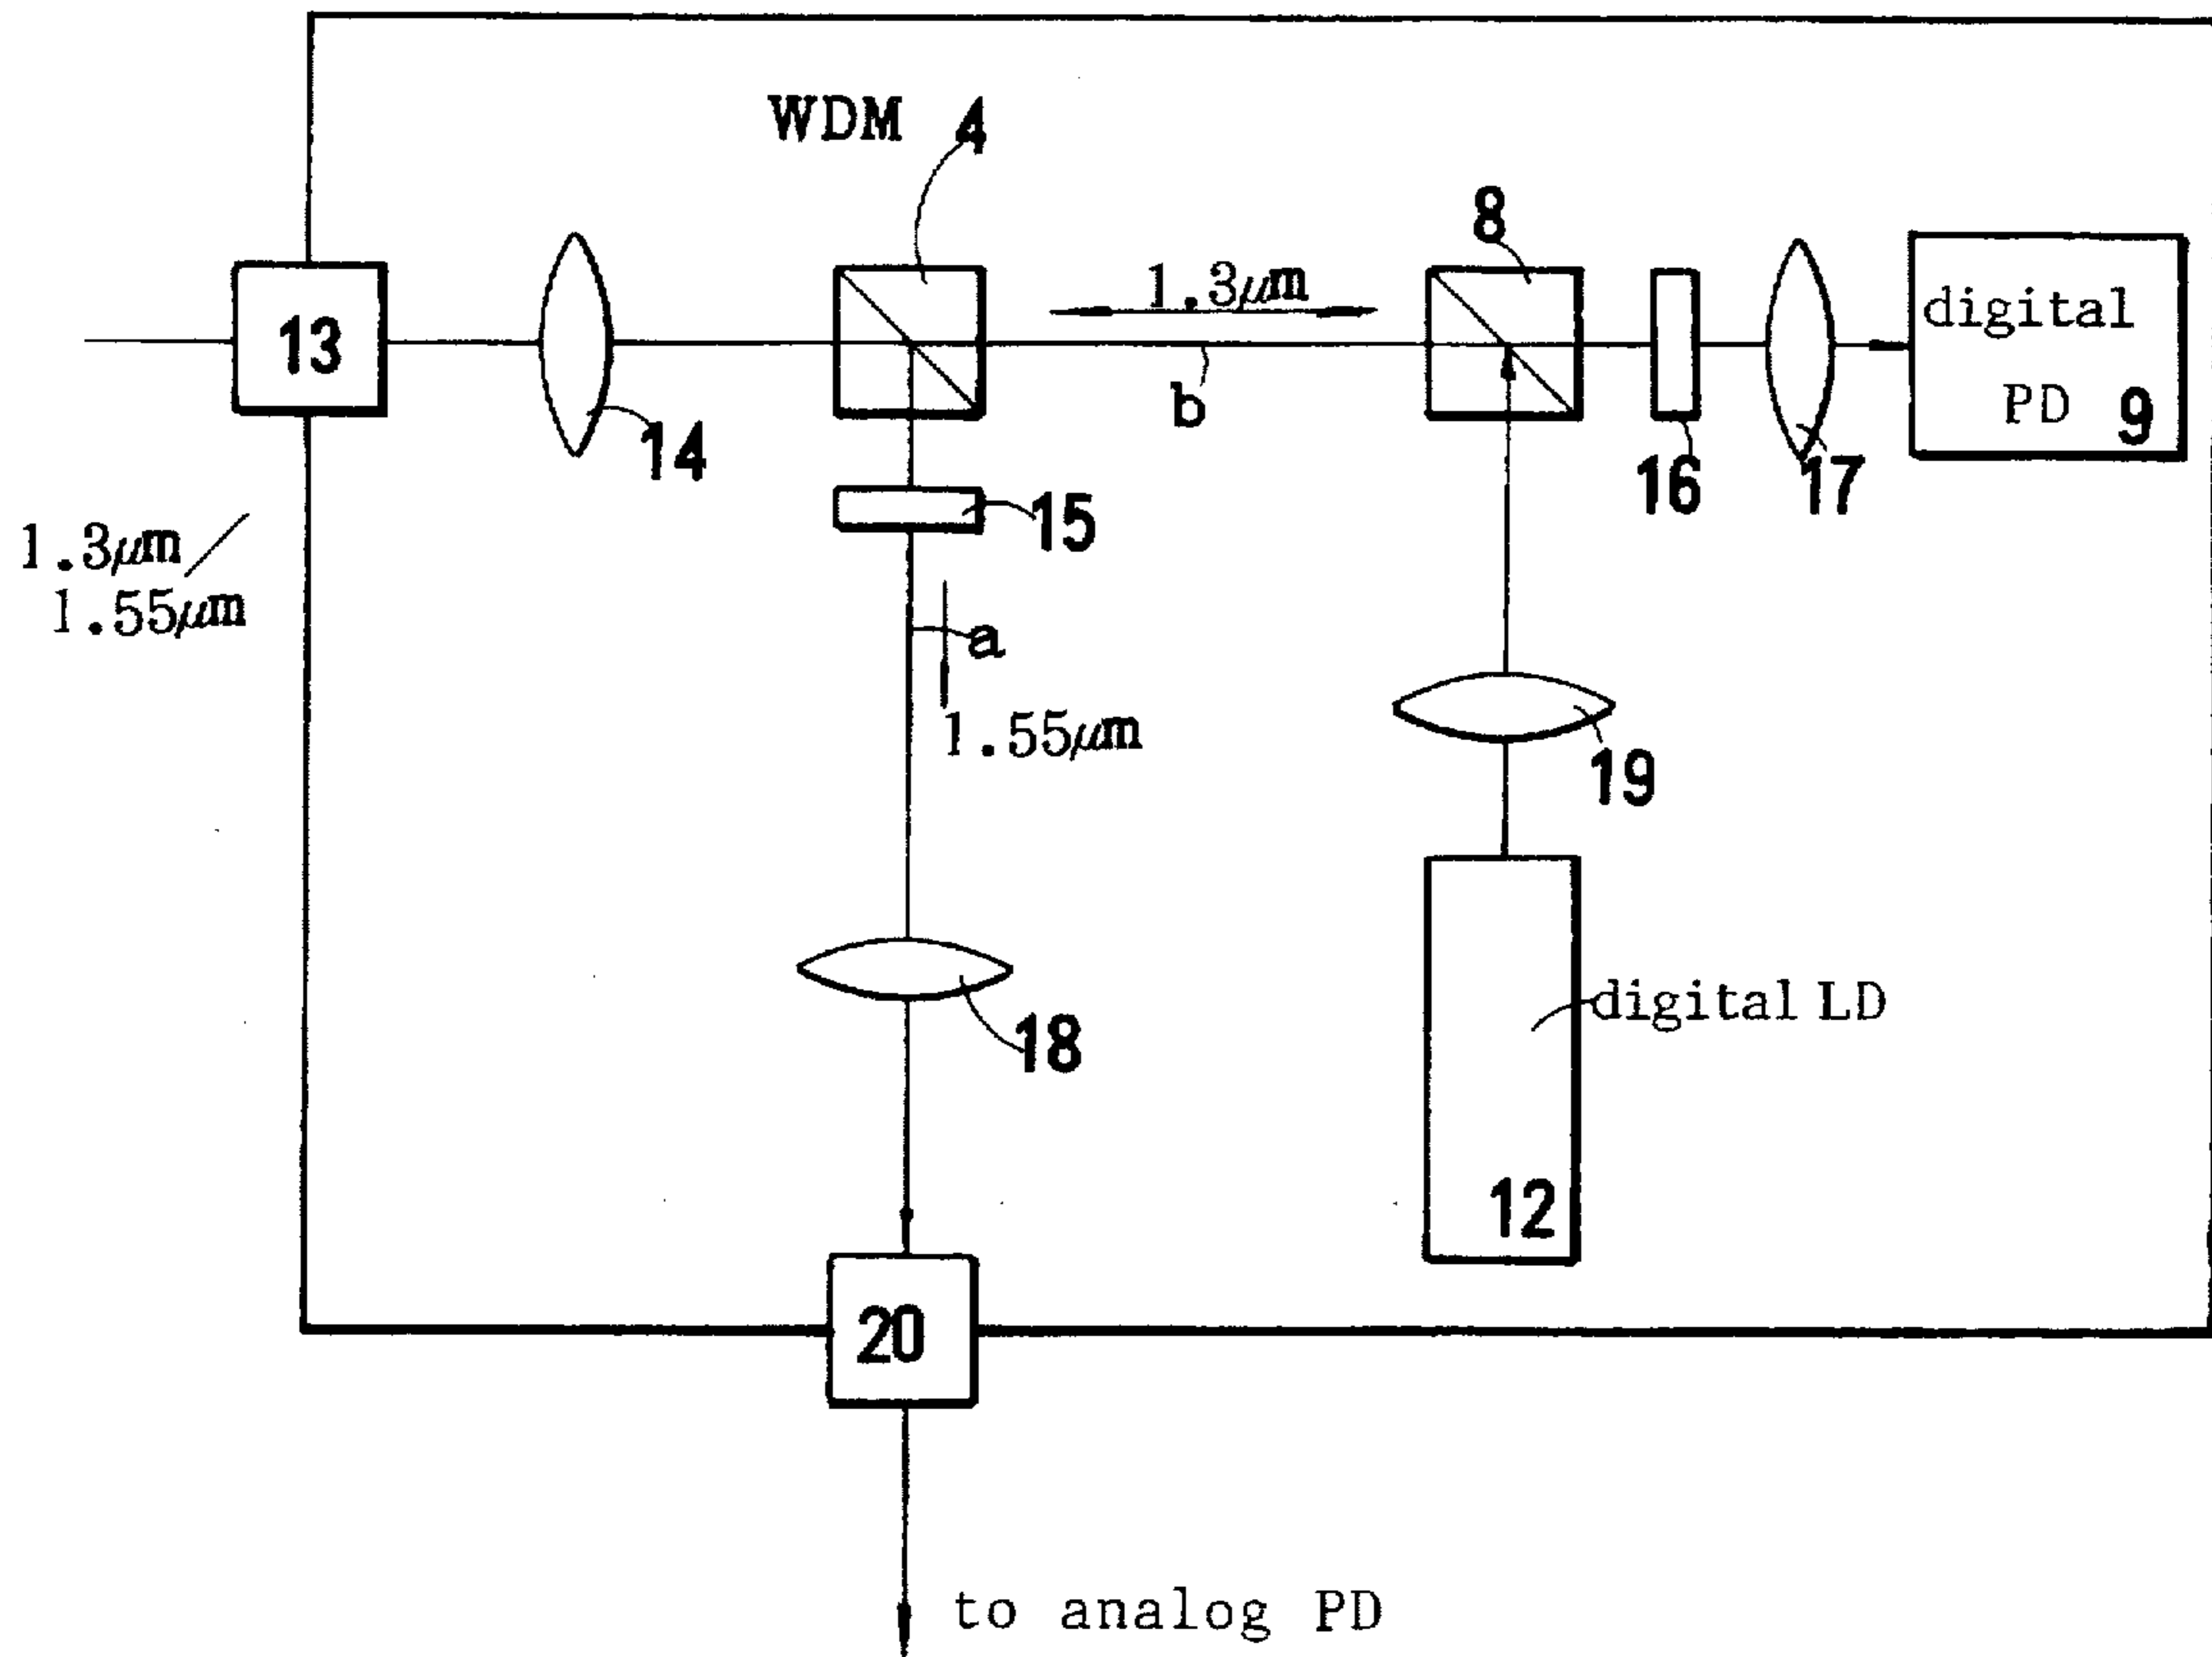 WDM 4
8
1.3μm
digital
PD 9
13
14
b
16
17
15
1.3μm/
1.55μm
a
1.55μm
19
digital LD
18
12
20
to analog PD